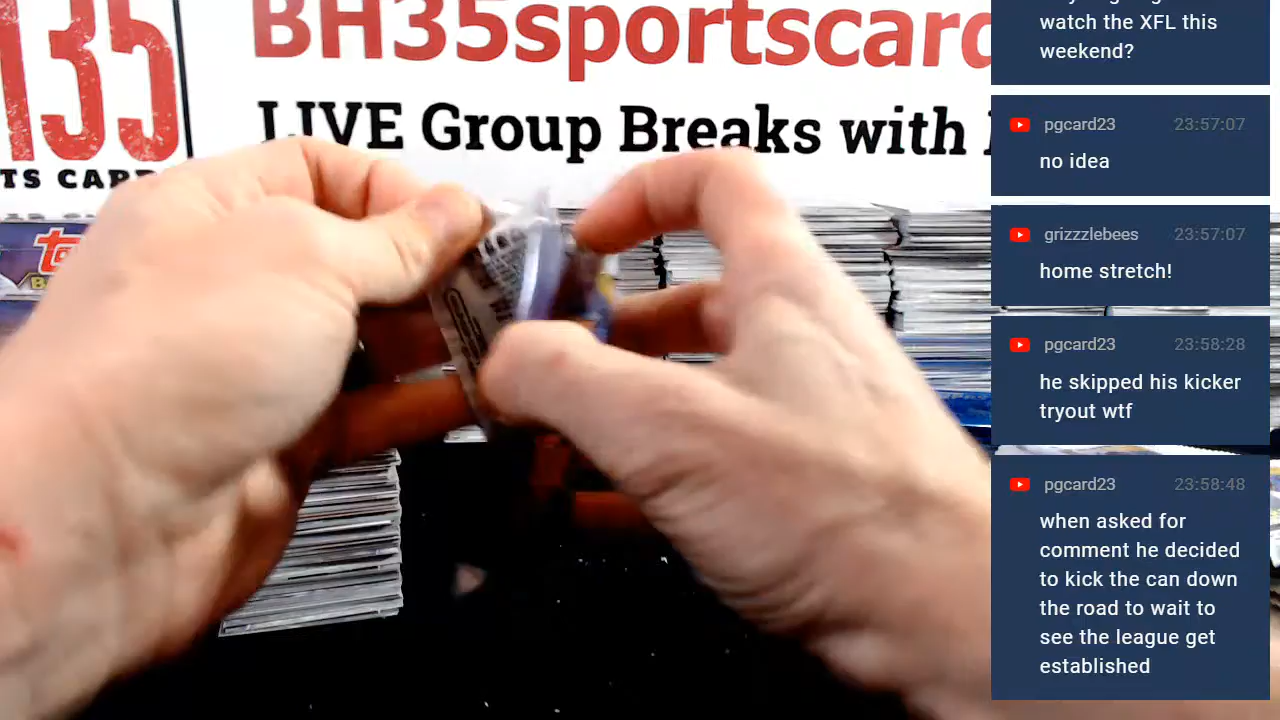 135
TS CARD
BH35sportscard
LIVE Group Breaks with
watch the XFL this
weekend?
pgcard23 23:57:07
no idea
grizzzlebees 23:57:07
home stretch!
pgcard23 23:58:28
he skipped his kicker
tryout wtf
pgcard23 23:58:48
when asked for
comment he decided
to kick the can down
the road to wait to
see the league get
established